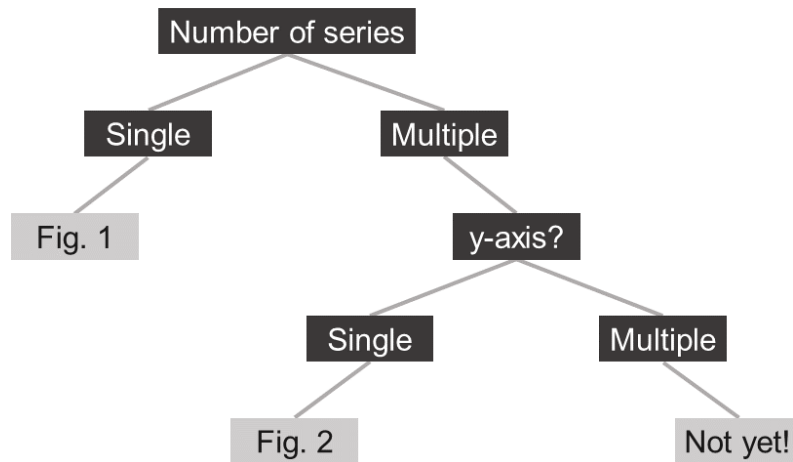 Number of series
Single
Multiple
Fig. 1
y-axis?
Single
Multiple
Fig. 2
Not yet!